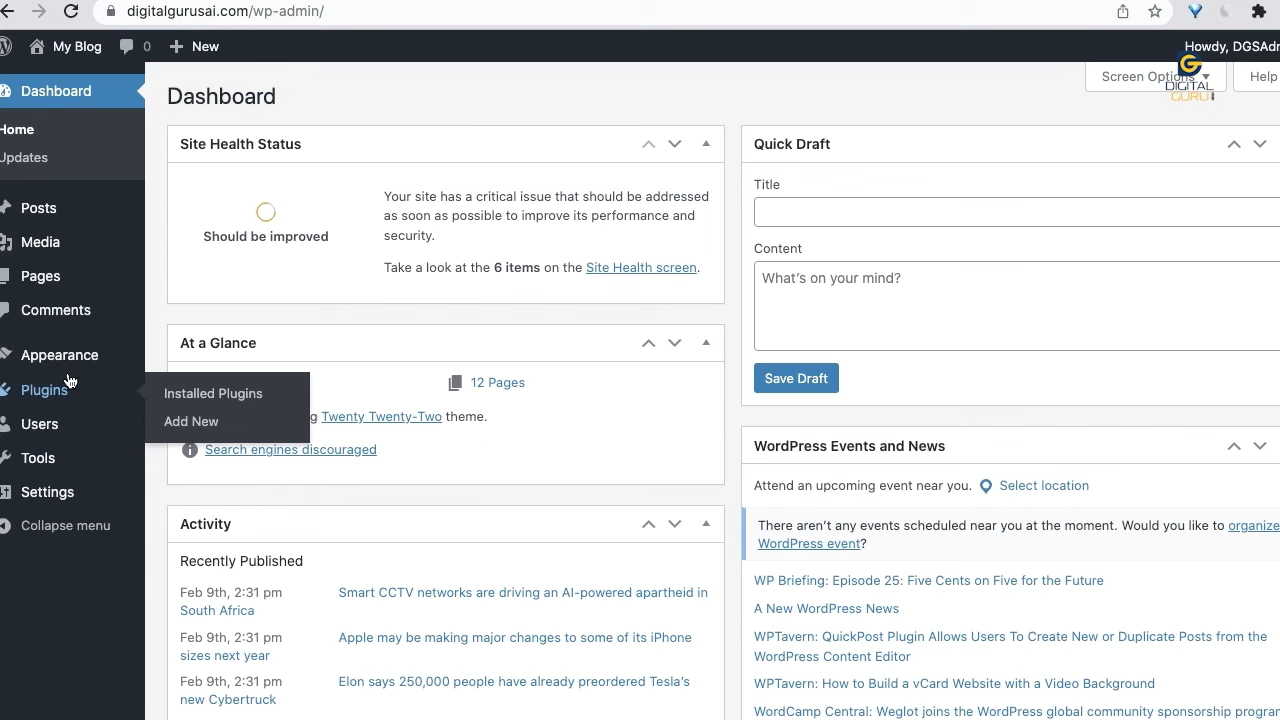 digitalgurusai.com/wp-admin/
My Blog 0 New Howdy, DGSAdr
Screen Options Help
DIGITAL
GURU
Dashboard
Home
Updates
Posts
Media
Pages
Comments
Appearance
Plugins
Installed Plugins
Add New
Users
Tools
Settings
Collapse menu
Dashboard
Site Health Status
Should be improved
Your site has a critical issue that should be addressed
as soon as possible to improve its performance and
security.
Take a look at the 6 items on the Site Health screen.
At a Glance
12 Pages
g Twenty Twenty-Two theme.
Search engines discouraged
Activity
Recently Published
Feb 9th, 2:31 pm Smart CCTV networks are driving an AI-powered apartheid in
South Africa
Feb 9th, 2:31 pm Apple may be making major changes to some of its iPhone
sizes next year
Feb 9th, 2:31 pm Elon says 250,000 people have already preordered Tesla's
new Cybertruck
Quick Draft
Title
Content
What's on your mind?
Save Draft
WordPress Events and News
Attend an upcoming event near you. Select location
There aren't any events scheduled near you at the moment. Would you like to organize
WordPress event?
WP Briefing: Episode 25: Five Cents on Five for the Future
A New WordPress News
WPTavern: QuickPost Plugin Allows Users To Create New or Duplicate Posts from the
WordPress Content Editor
WPTavern: How to Build a vCard Website with a Video Background
WordCamp Central: Weglot joins the WordPress global community sponsorship program